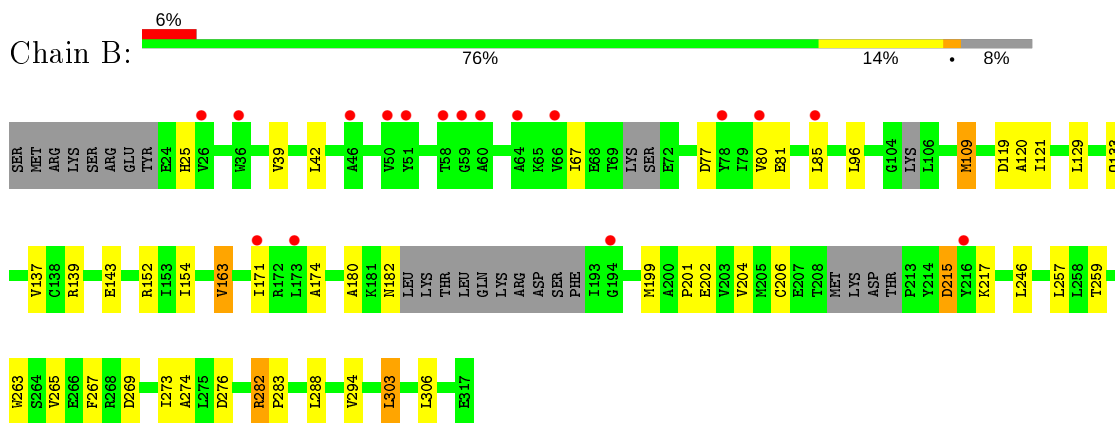 6%
Chain B:
76% 14% • 8%
SER MET ARG LYS SER ARG GLU TYR E24 H25 V26 W36 V39 L42 A46 V50 Y51 T58 G59 A60 A64 K65 V66 I67 E68 T69 LYS SER E72 D77 Y78 I79 V80 E81 L85 L96 G104 LYS L106 M109 D119 A120 I121 L129 Q133
V137 C138 R139 E143 R152 I153 I154 V163 I171 R172 L173 A174 A180 K181 N182 LEU LYS THR LEU GLN LYS ARG ASP SER PHE I193 G194 M199 A200 P201 E202 V203 V204 M205 C206 E207 T208 MET LYS ASP THR P213 Y214 D215 Y216 K217 L246 L257 L258 T259
W263 S264 V265 E266 F267 R268 D269 I273 A274 L275 D276 R282 P283 L288 V294 L303 L306 E317